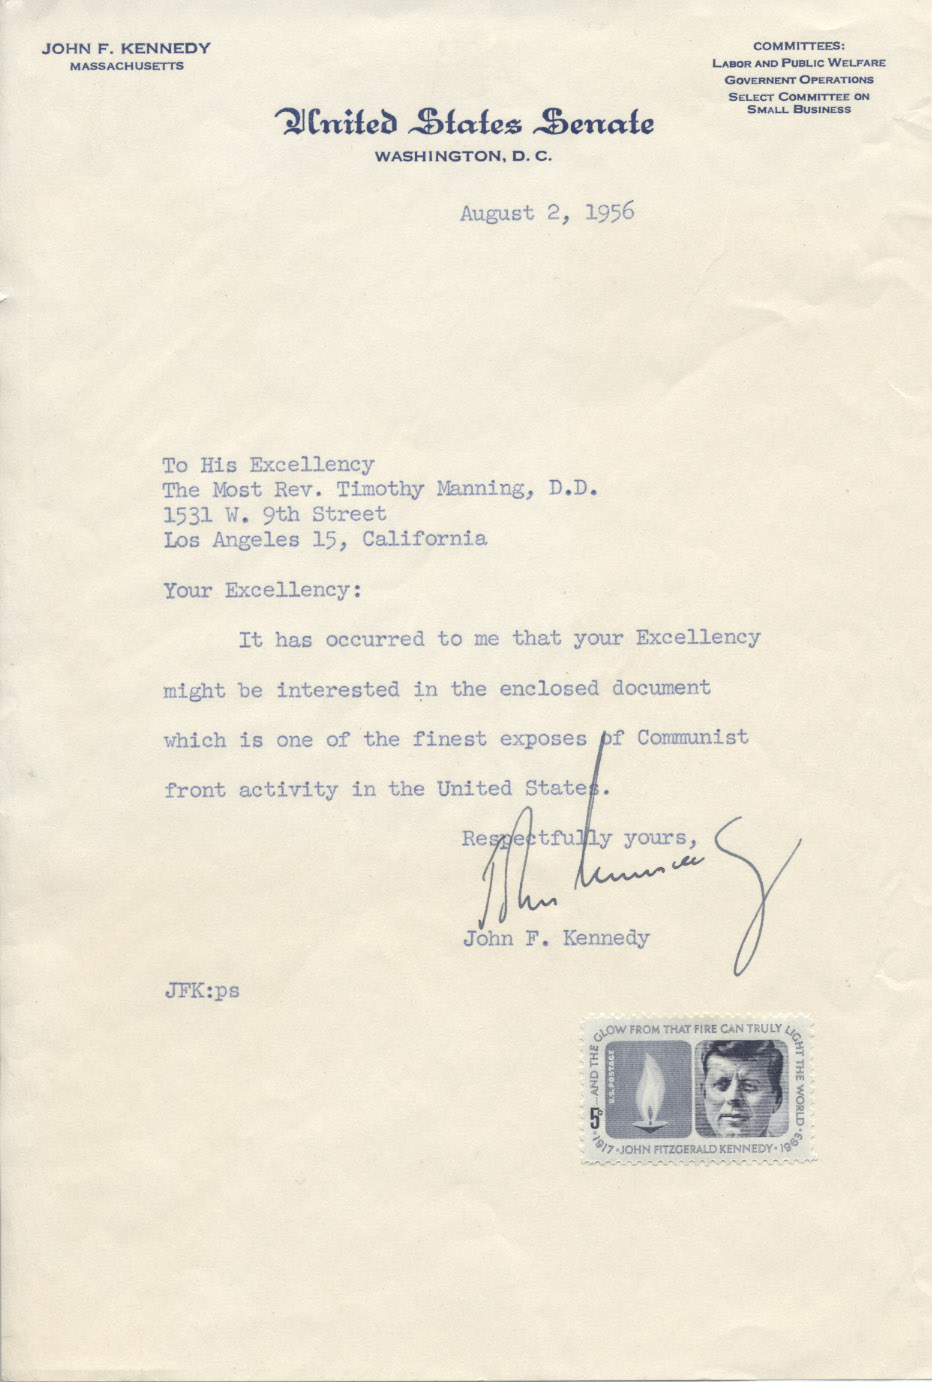 JOHN F. KENNEDY
MASSACHUSETTS
COMMITTEES:
LABOR AND PUBLIC WELFARE
GOVERNENT OPERATIONS
SELECT COMMITTEE ON
SMALL BUSINESS
United States Senate
WASHINGTON, D. C.
August 2, 1956
To His Excellency
The Most Rev. Timothy Manning, D.D.
1531 W. 9th Street
Los Angeles 15, California
Your Excellency:
It has occurred to me that your Excellency
might be interested in the enclosed document
which is one of the finest exposes of Communist
front activity in the United States.
Respectfully yours,
John Kennedy
John F. Kennedy
JFK:ps
...AND THE GLOW FROM THAT FIRE CAN TRULY LIGHT THE WORLD
U.S. POSTAGE
5¢
1917 · JOHN FITZGERALD KENNEDY · 1963